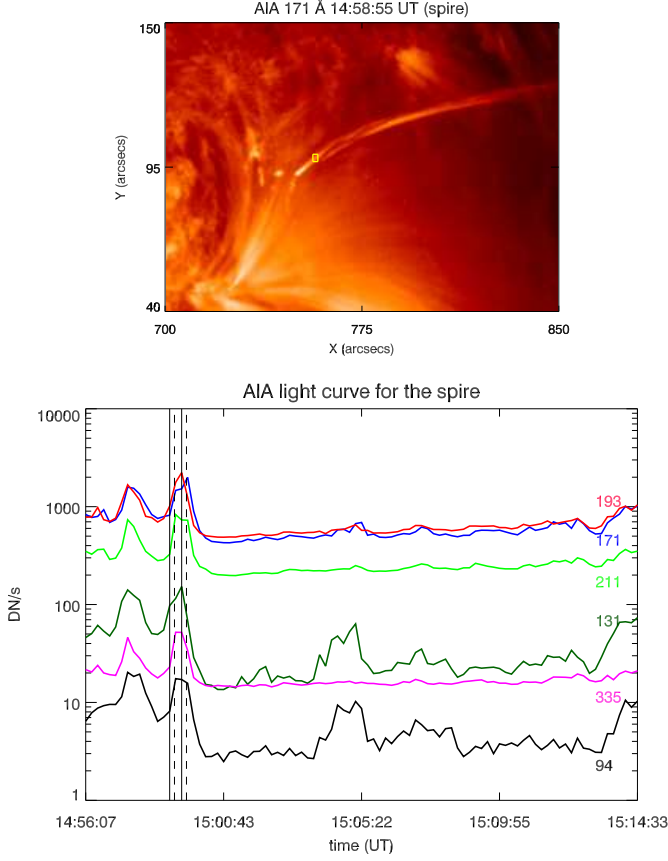 AIA 171 Å 14:58:55 UT (spire)
150
95
40
Y (arcsecs)
700 775 850
X (arcsecs)
AIA light curve for the spire
10000
1000
100
10
1
DN/s
193
171
211
131
335
94
14:56:07 15:00:43 15:05:22 15:09:55 15:14:33
time (UT)